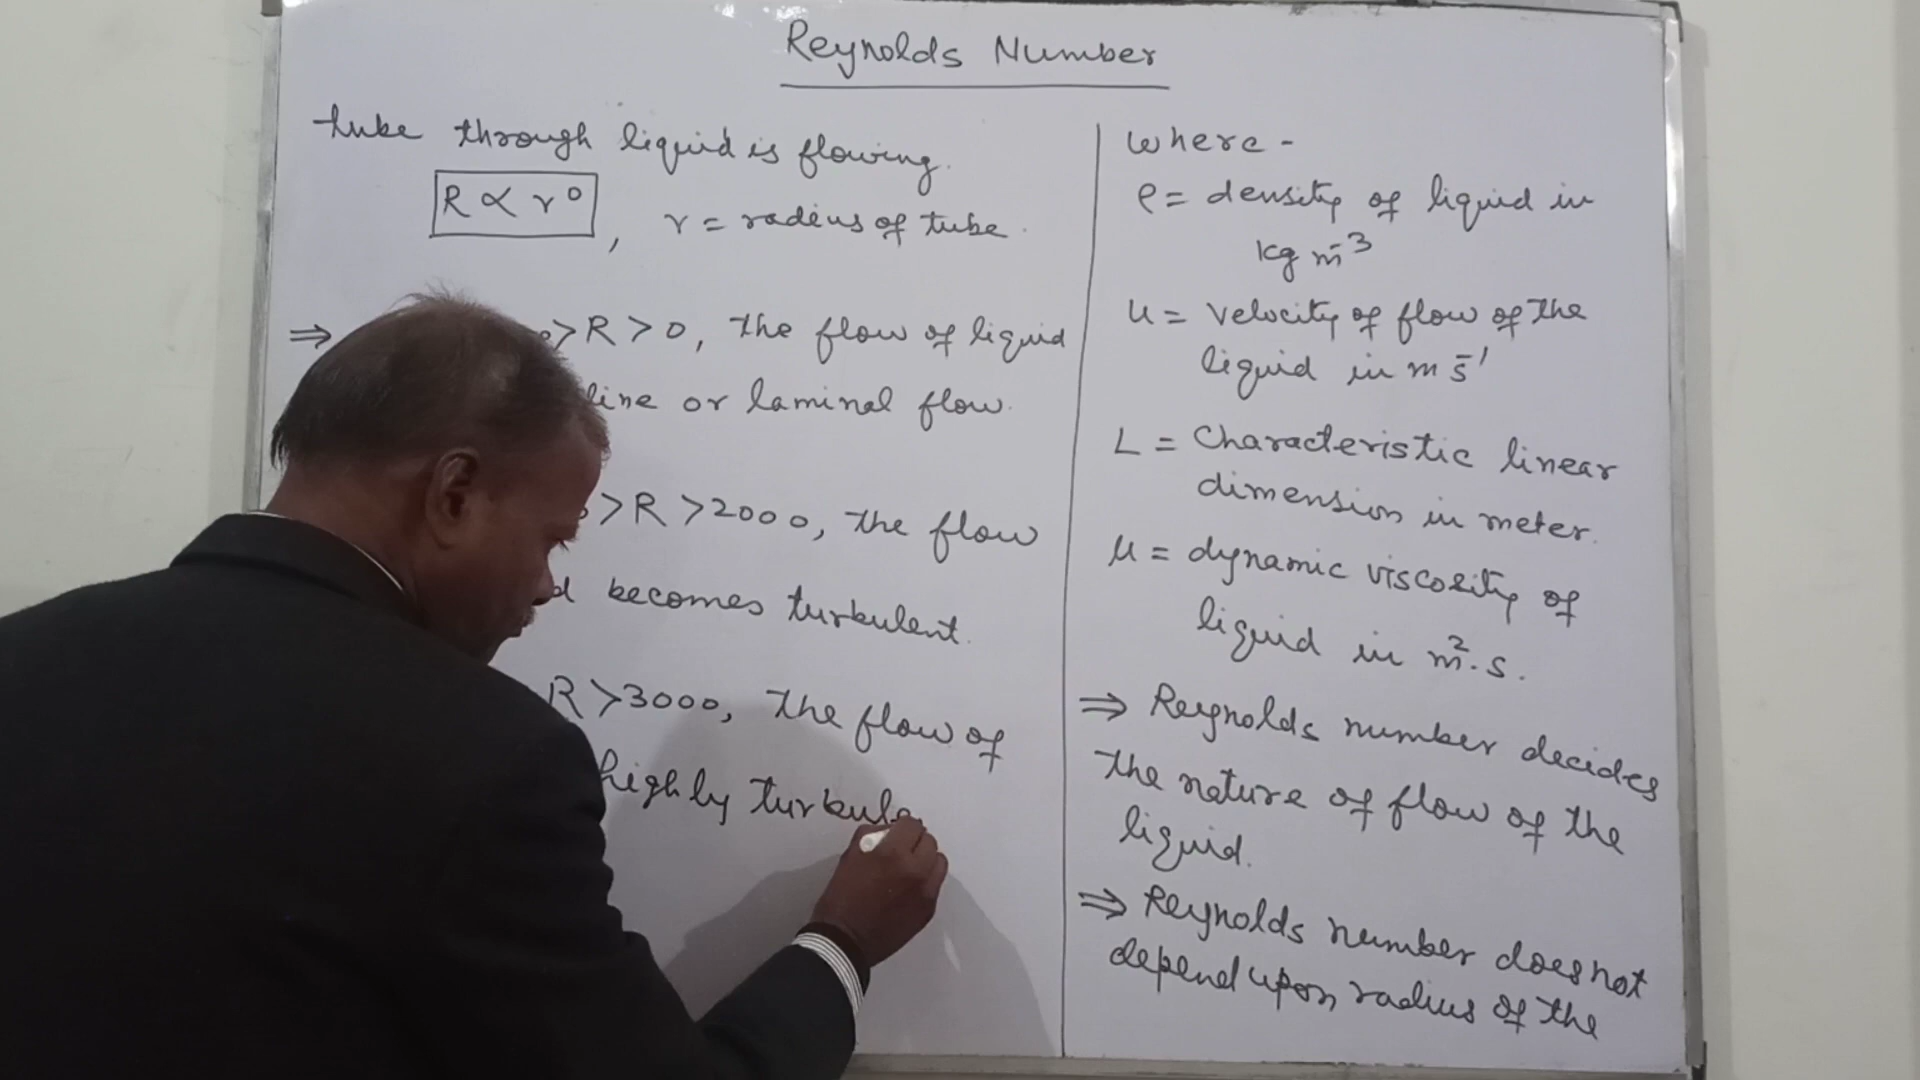 Reynolds Number
where -
ρ = density of liquid in
kg m⁻³
u = velocity of flow of the
liquid in m s⁻¹
L = Characteristic linear
dimension in meter.
μ = dynamic viscosity of
liquid in m².s.
⇒ Reynolds number decides
the nature of flow of the
liquid.
⇒ Reynolds number does not
depend upon radius of the
tube through liquid is flowing.
R ∝ r⁰, r = radius of tube.
⇒ > R > 0, the flow of liquid
line or laminal flow.
> R > 2000, the flow
becomes turbulent.
R > 3000, the flow of
highly turbule